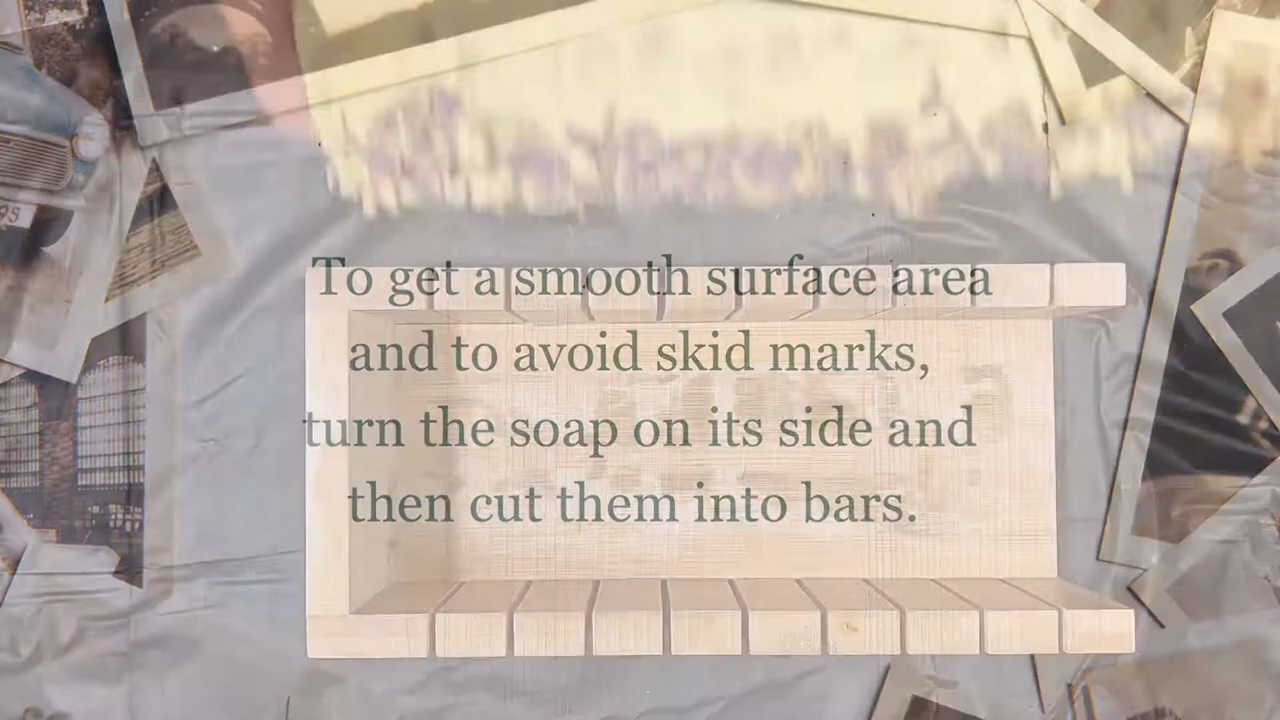 To get a smooth surface area
and to avoid skid marks,
turn the soap on its side and
then cut them into bars.